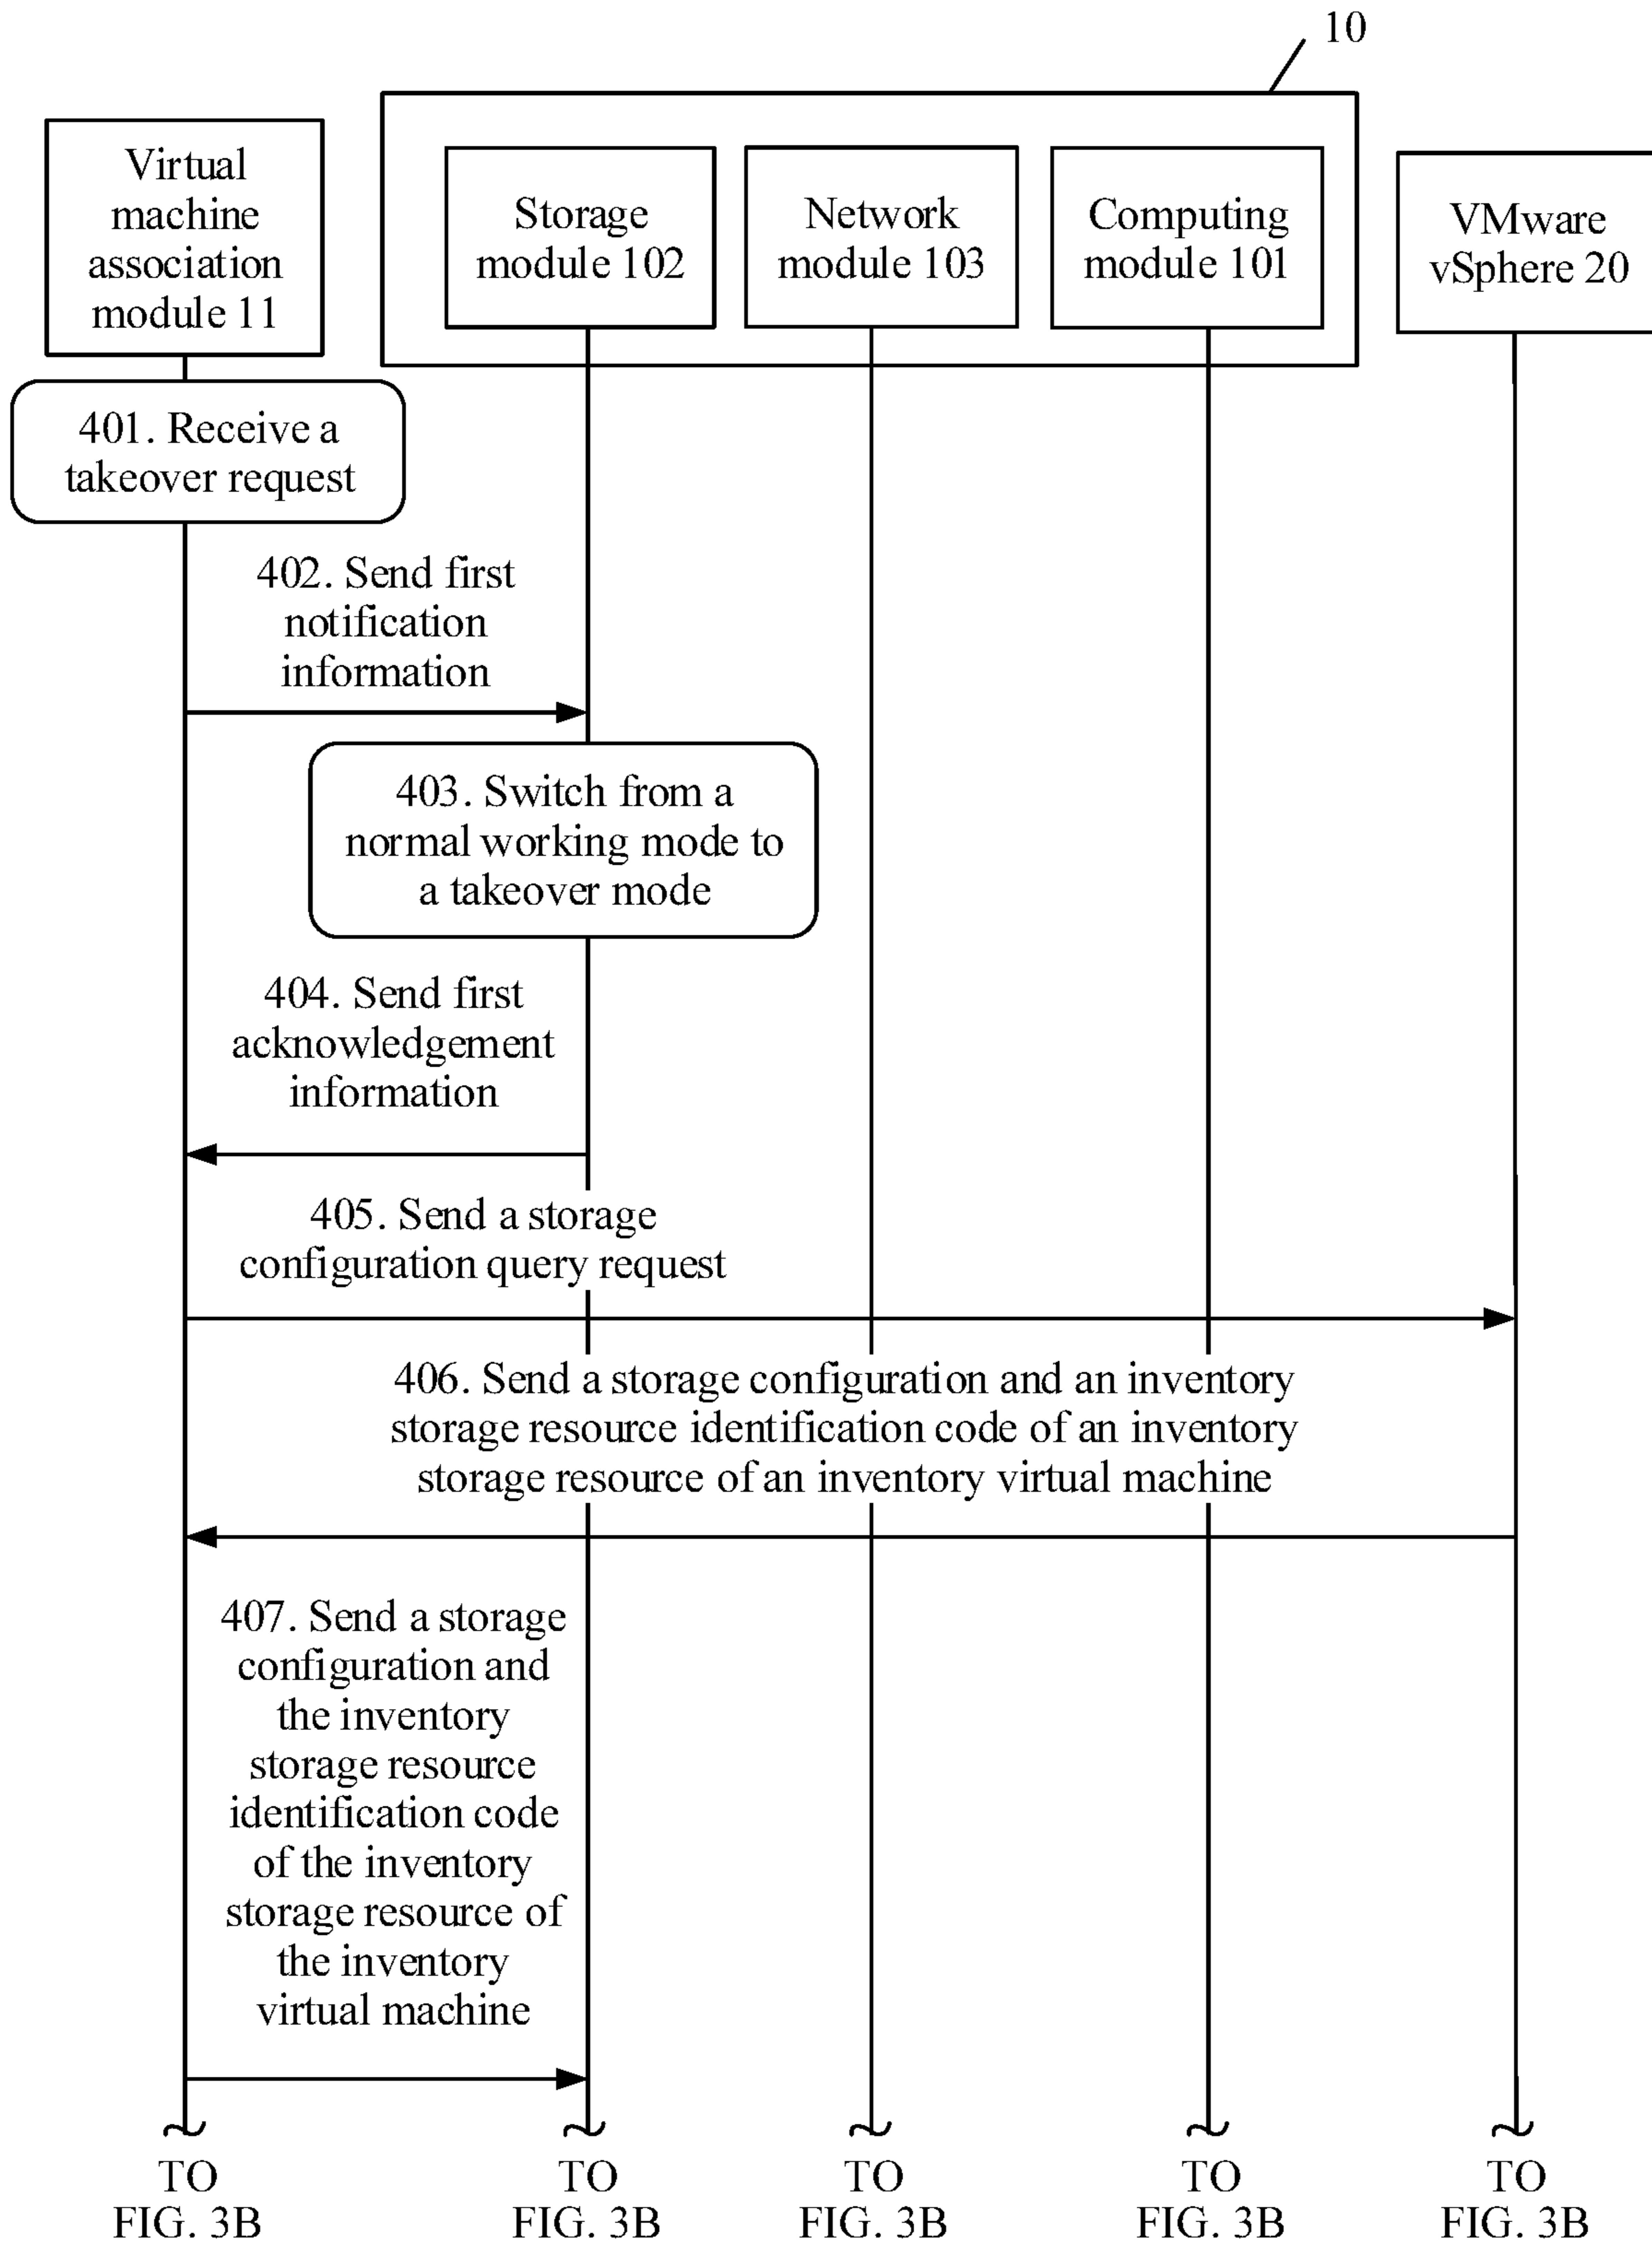 10
Virtual
machine
association
module 11
Storage
module 102
Network
module 103
Computing
module 101
VMware
vSphere 20
401. Receive a
takeover request
402. Send first
notification
information
403. Switch from a
normal working mode to
a takeover mode
404. Send first
acknowledgement
information
405. Send a storage
configuration query request
406. Send a storage configuration and an inventory
storage resource identification code of an inventory
storage resource of an inventory virtual machine
407. Send a storage
configuration and
the inventory
storage resource
identification code
of the inventory
storage resource of
the inventory
virtual machine
TO
FIG. 3B
TO
FIG. 3B
TO
FIG. 3B
TO
FIG. 3B
TO
FIG. 3B